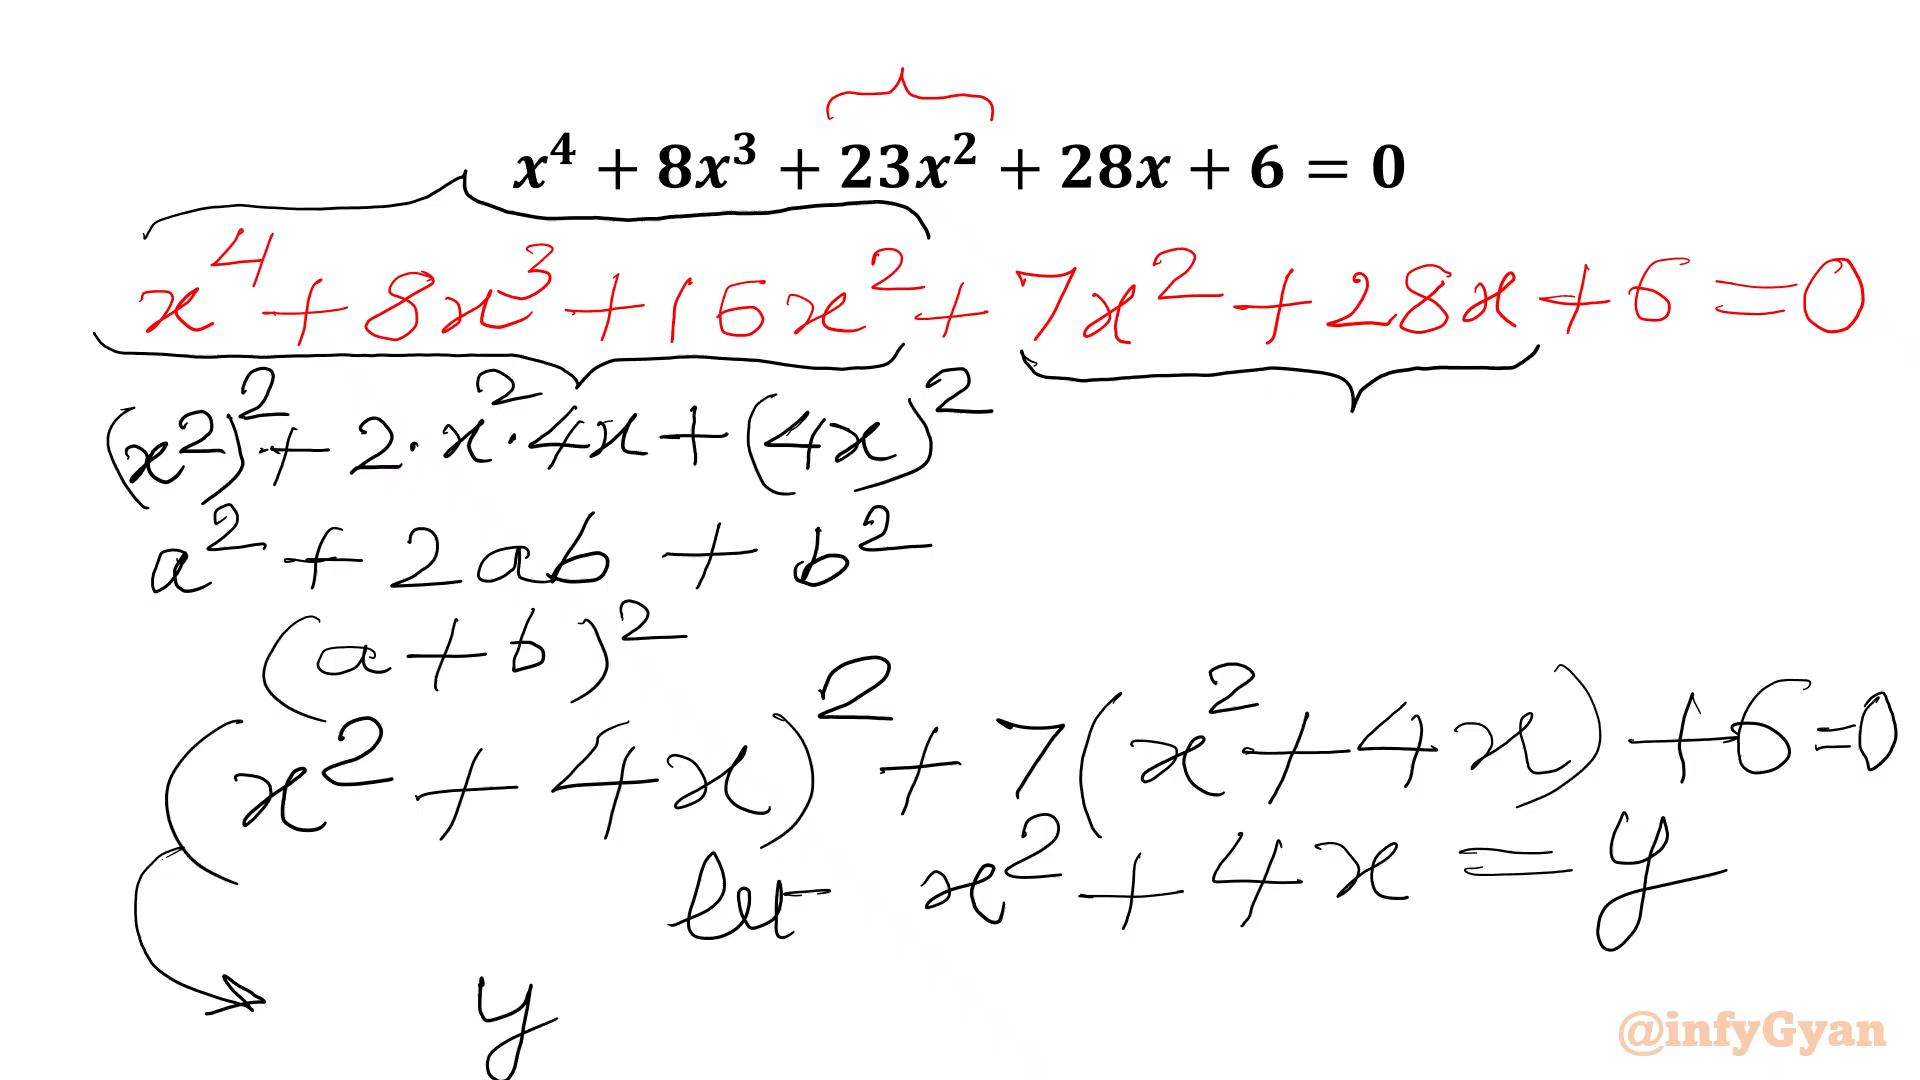 x⁴ + 8x³ + 23x² + 28x + 6 = 0
x⁴ + 8x³ + 16x² + 7x² + 28x + 6 = 0
(x²)² + 2·x²·4x + (4x)²
a² + 2ab + b²
(a+b)²
(x² + 4x)² + 7(x² + 4x) + 6 = 0
let x² + 4x = y
y
@infyGyan